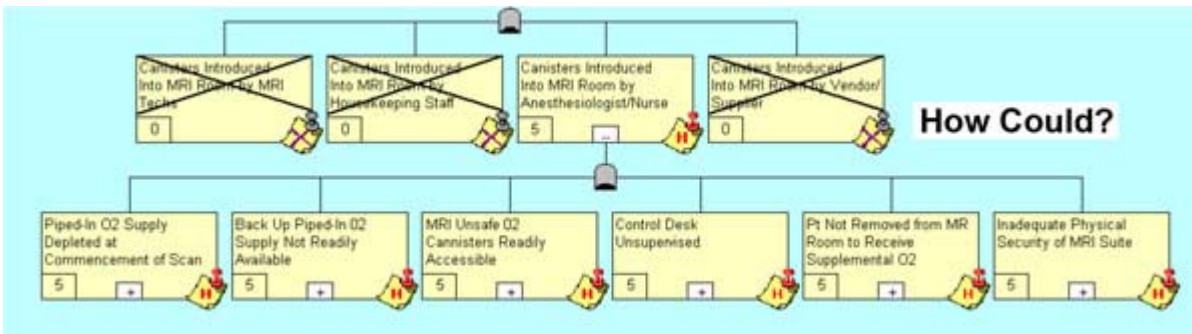 Canisters Introduced
Into MRI Room by MRI
Techs
0
Canisters Introduced
Into MRI Room by
Housekeeping Staff
0
Canisters Introduced
Into MRI Room by
Anesthesiologist/Nurse
5
...
H
Canisters Introduced
Into MRI Room by Vendor/
Supplier
0
How Could?
Piped-In O2 Supply
Depleted at
Commencement of Scan
5
+
H
Back Up Piped-In 02
Supply Not Readily
Available
5
+
H
MRI Unsafe 02
Cannisters Readily
Accessible
5
+
H
Control Desk
Unsupervised
5
+
H
Pt Not Removed from MR
Room to Receive
Supplemental O2
5
+
H
Inadequate Physical
Security of MRI Suite
5
+
H